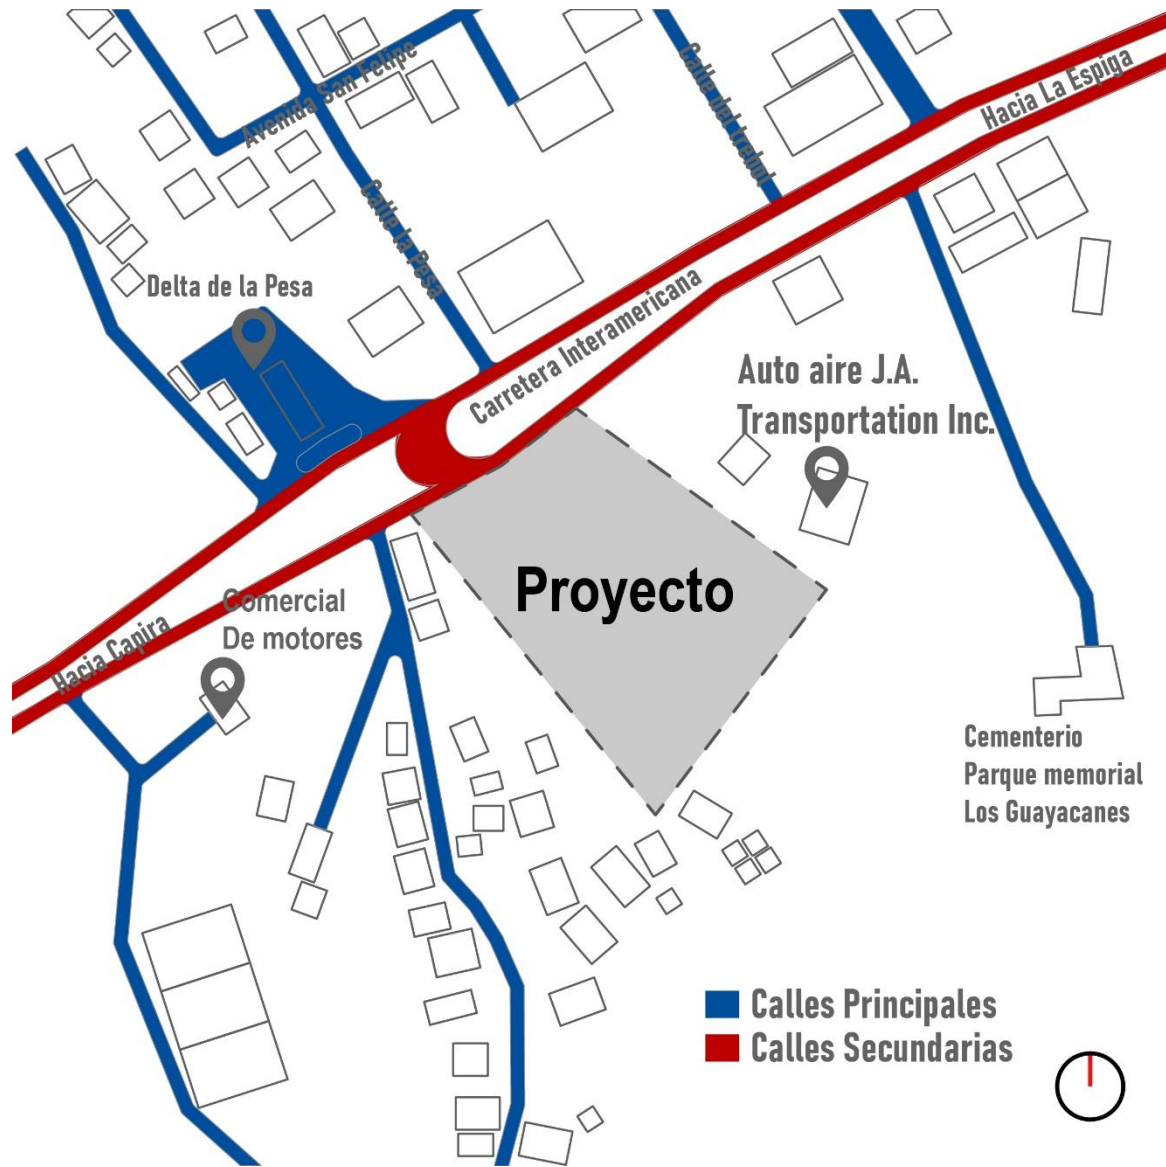 Avenida San Felipe
Calle del trebol
Hacia La Espiga
Calle la Pesa
Delta de la Pesa
Carretera Interamericana
Auto aire J.A.
Transportation Inc.
Proyecto
Comercial
De motores
Hacia Capira
Cementerio
Parque memorial
Los Guayacanes
Calles Principales
Calles Secundarias